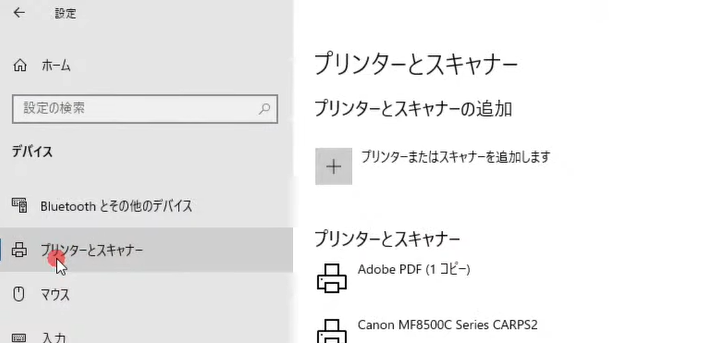 設定
ホーム
設定の検索
デバイス
Bluetooth とその他のデバイス
プリンターとスキャナー
マウス
入力
プリンターとスキャナー
プリンターとスキャナーの追加
プリンターまたはスキャナーを追加します
プリンターとスキャナー
Adobe PDF (1 コピー)
Canon MF8500C Series CARPS2